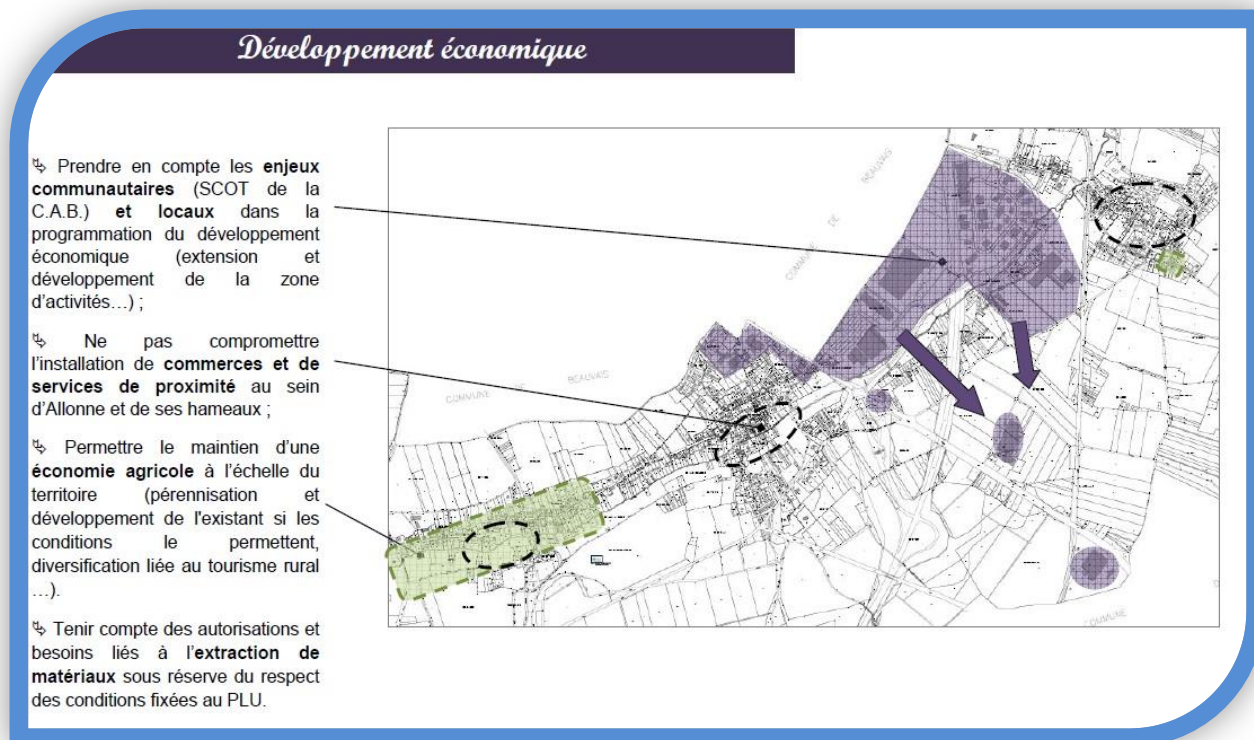 Développement économique
⮱ Prendre en compte les enjeux
communautaires (SCOT de la
C.A.B.) et locaux dans la
programmation du développement
économique (extension et
développement de la zone
d’activités…) ;
⮱ Ne pas compromettre
l’installation de commerces et de
services de proximité au sein
d’Allonne et de ses hameaux ;
⮱ Permettre le maintien d’une
économie agricole à l’échelle du
territoire (pérennisation et
développement de l'existant si les
conditions le permettent,
diversification liée au tourisme rural
…).
⮱ Tenir compte des autorisations et
besoins liés à l’extraction de
matériaux sous réserve du respect
des conditions fixées au PLU.
COMMUNE DE BEAUVAIS
COMMUNE DE BEAUVAIS
COMMUNE